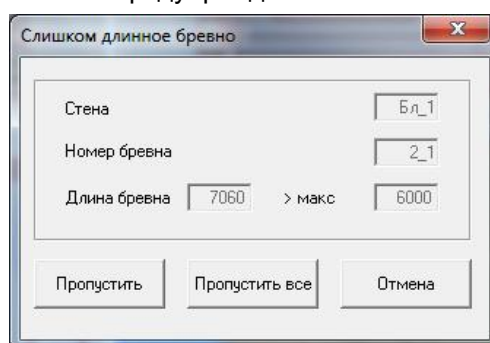 Слишком длинное бревно
Стена Бл_1
Номер бревна 2_1
Длина бревна 7060 > макс 6000
Пропустить Пропустить все Отмена